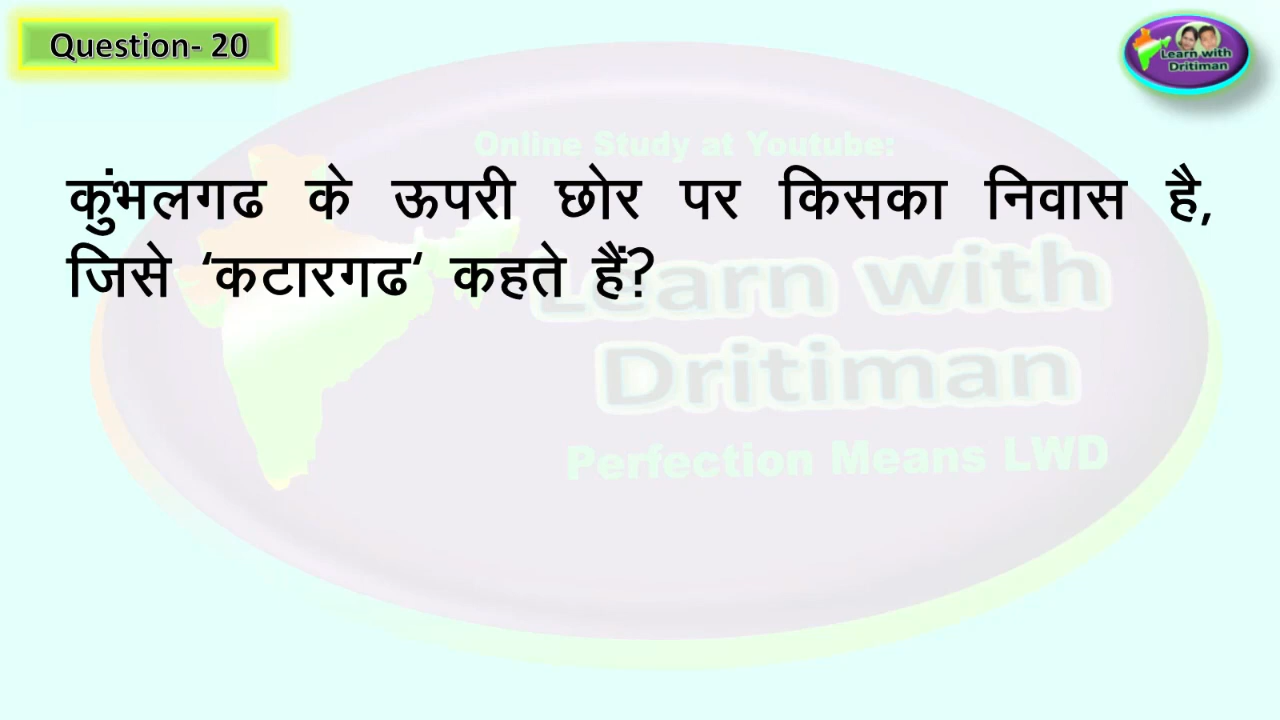 Question- 20
Learn with
Dritiman
Online Study at Youtube:
कुंभलगढ के ऊपरी छोर पर किसका निवास है,
जिसे ‘कटारगढ‘ कहते हैं?
Learn with
Dritiman
Perfection Means LWD